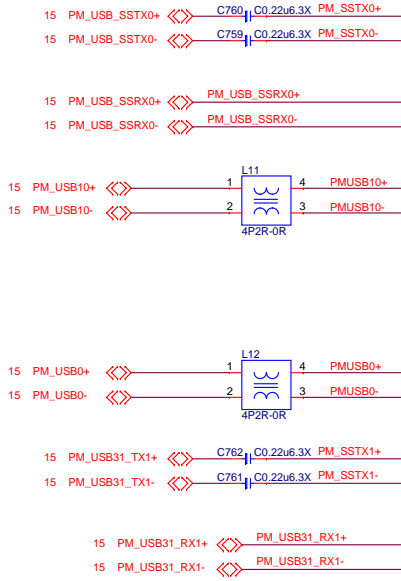 15 PM_USB_SSTX0+ C760 C0.22u6.3X PM_SSTX0+
15 PM_USB_SSTX0- C759 C0.22u6.3X PM_SSTX0-
15 PM_USB_SSRX0+ PM_USB_SSRX0+
15 PM_USB_SSRX0- PM_USB_SSRX0-
L11
15 PM_USB10+ 1 4 PMUSB10+
15 PM_USB10- 2 3 PMUSB10-
4P2R-0R
L12
15 PM_USB0+ 1 4 PMUSB0+
15 PM_USB0- 2 3 PMUSB0-
4P2R-0R
15 PM_USB31_TX1+ C762 C0.22u6.3X PM_SSTX1+
15 PM_USB31_TX1- C761 C0.22u6.3X PM_SSTX1-
15 PM_USB31_RX1+ PM_USB31_RX1+
15 PM_USB31_RX1- PM_USB31_RX1-